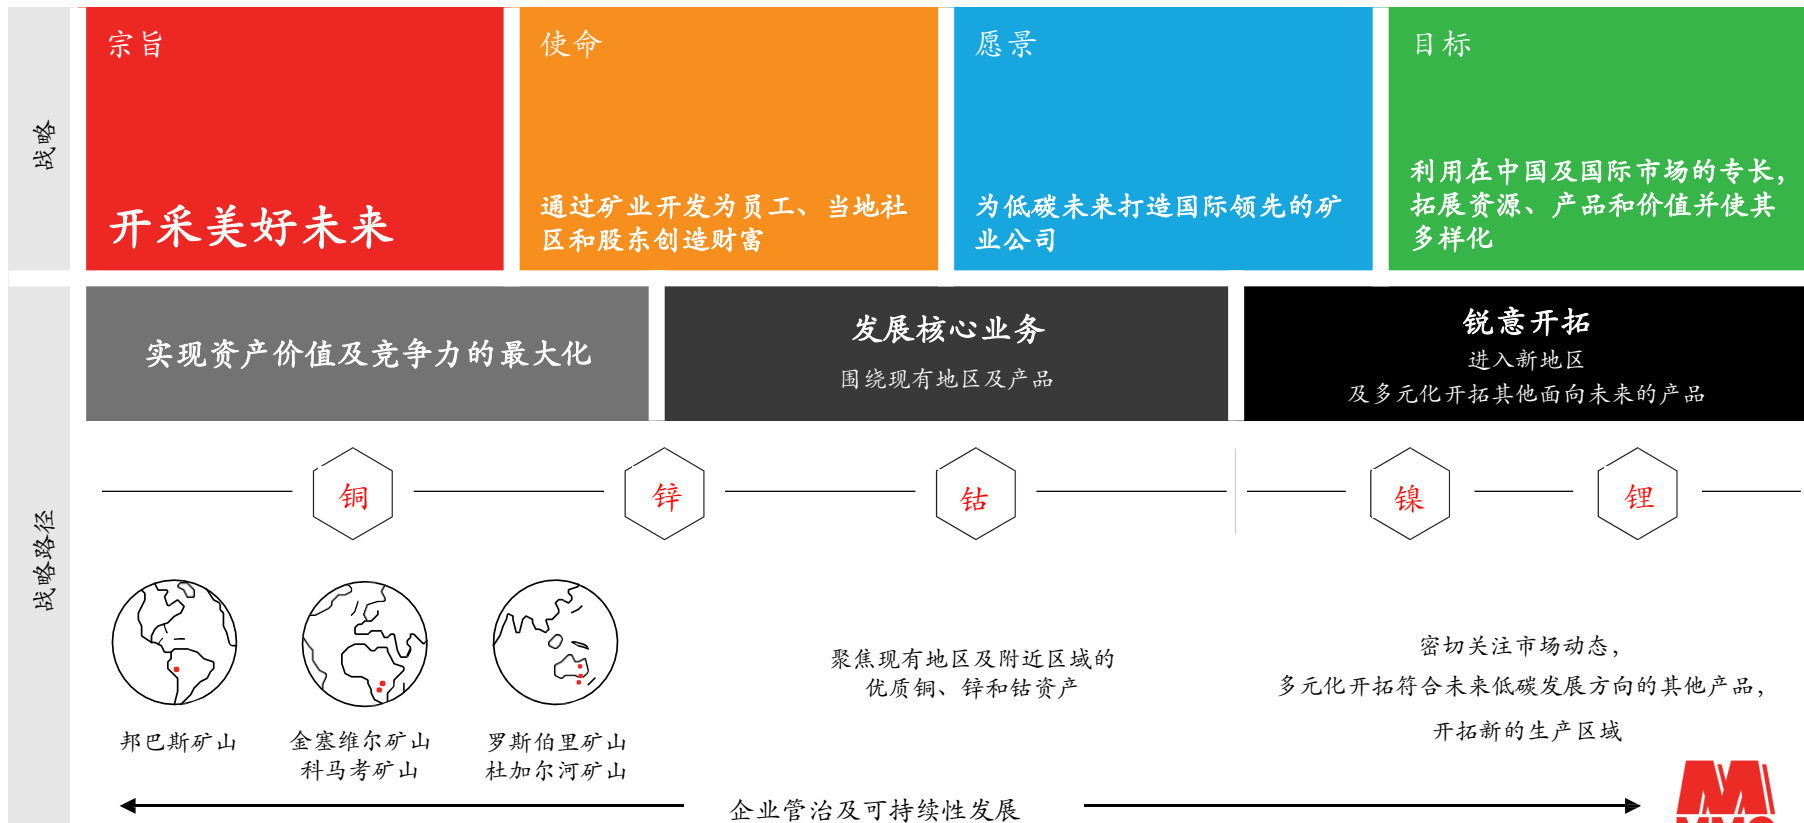 战略
宗旨
开采美好未来
使命
通过矿业开发为员工、当地社
区和股东创造财富
愿景
为低碳未来打造国际领先的矿
业公司
目标
利用在中国及国际市场的专长，
拓展资源、产品和价值并使其
多样化
战略路径
实现资产价值及竞争力的最大化
发展核心业务
围绕现有地区及产品
锐意开拓
进入新地区
及多元化开拓其他面向未来的产品
铜
锌
钴
镍
锂
邦巴斯矿山
金塞维尔矿山
科马考矿山
罗斯伯里矿山
杜加尔河矿山
聚焦现有地区及附近区域的
优质铜、锌和钴资产
密切关注市场动态，
多元化开拓符合未来低碳发展方向的其他产品，
开拓新的生产区域
企业管治及可持续性发展
MMG